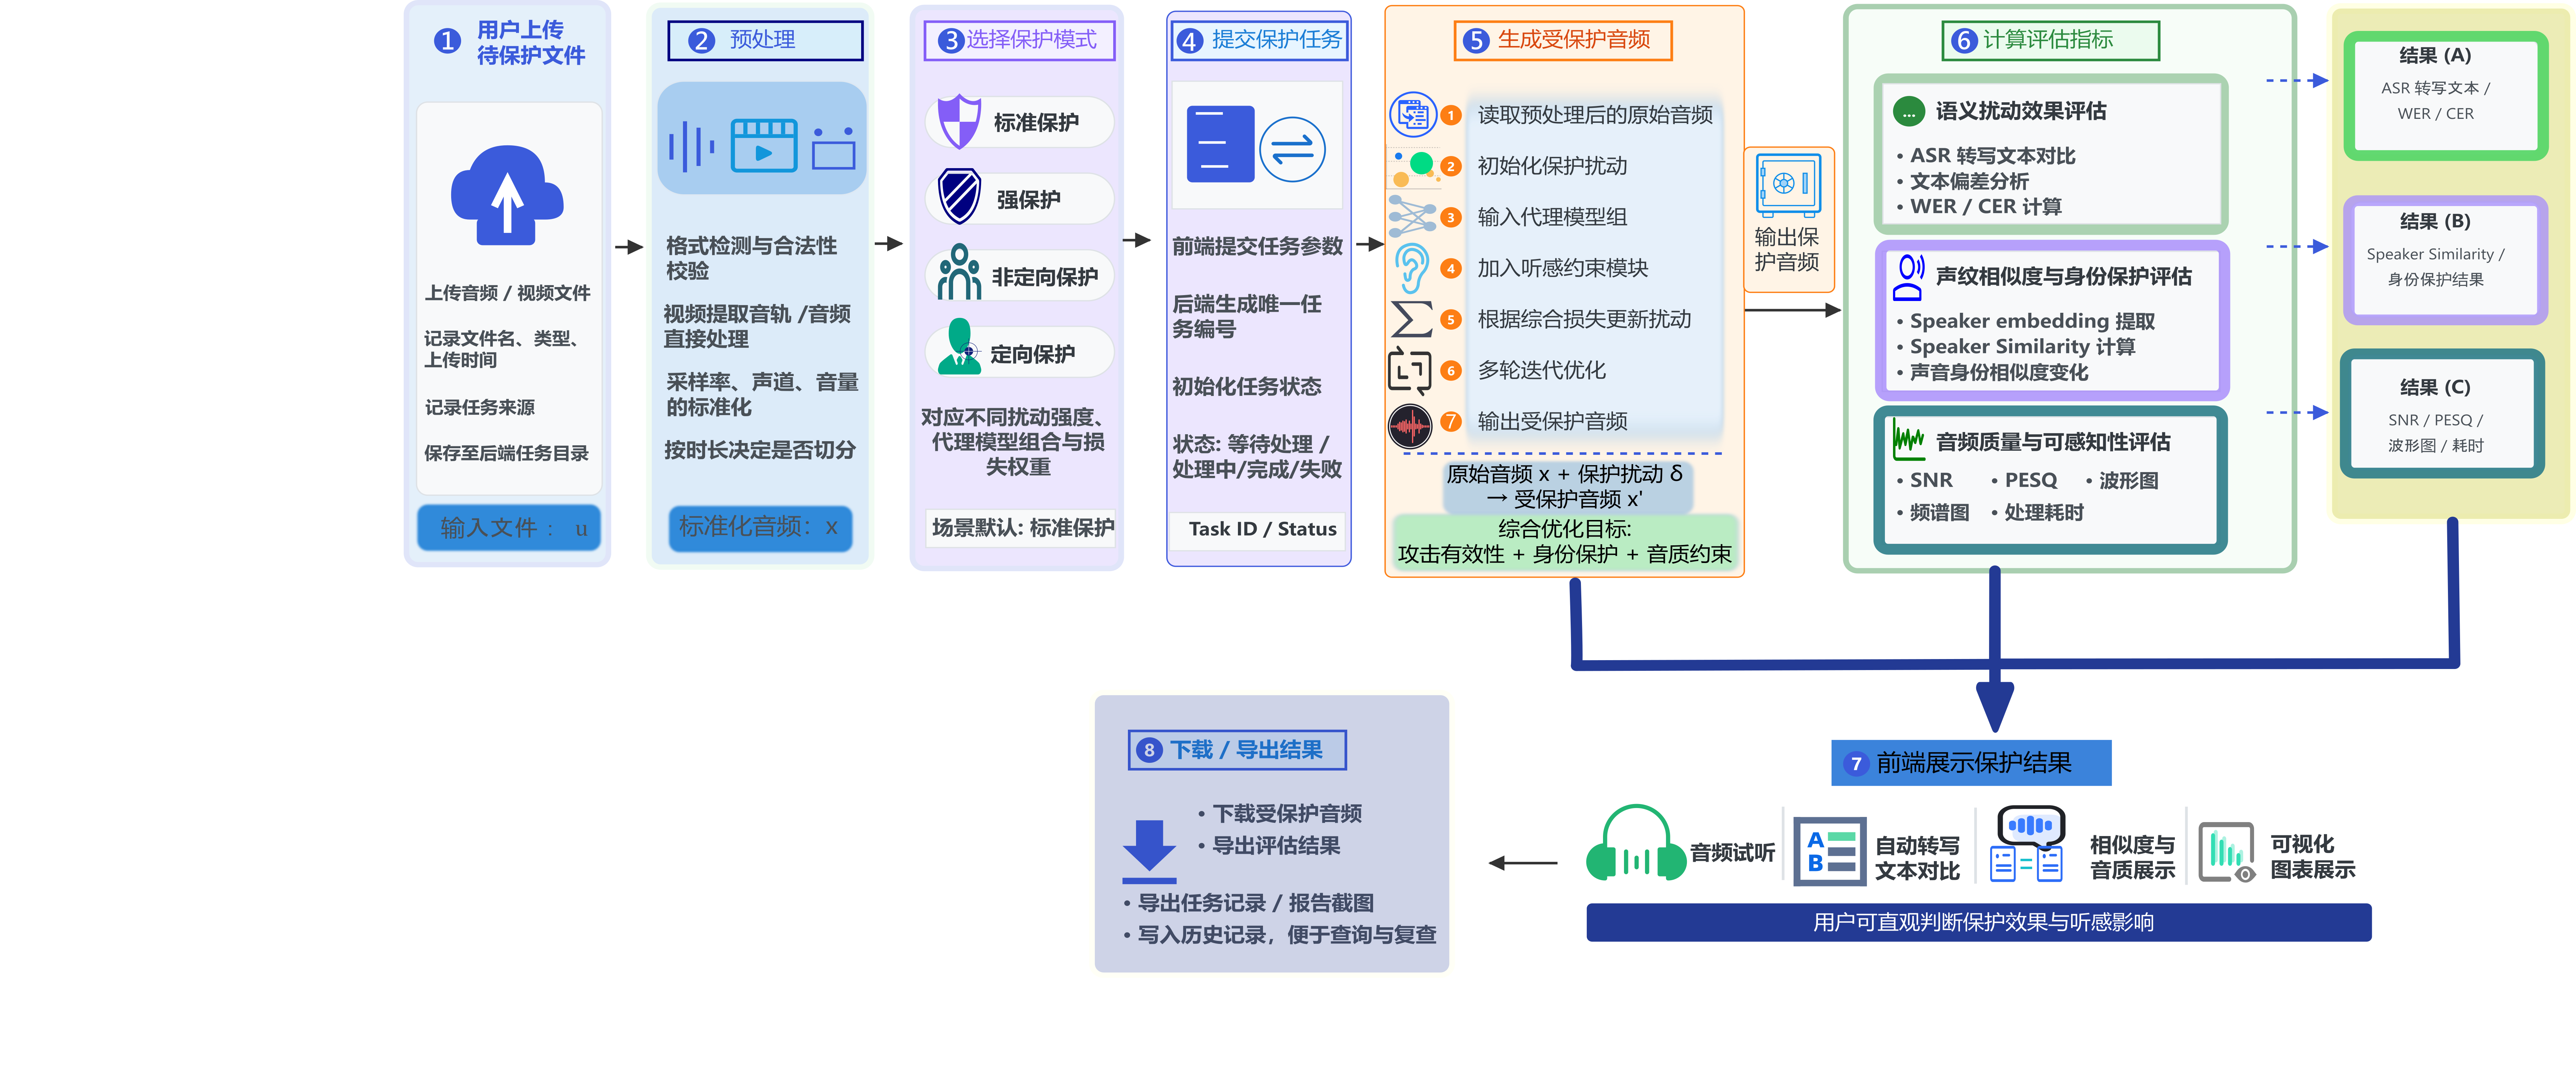 1 用户上传
待保护文件
上传音频 / 视频文件
记录文件名、类型、
上传时间
记录任务来源
保存至后端任务目录
输入文件： u
2 预处理
格式检测与合法性
校验
视频提取音轨 /音频
直接处理
采样率、声道、音量
的标准化
按时长决定是否切分
标准化音频：x
3 选择保护模式
标准保护
强保护
非定向保护
定向保护
对应不同扰动强度、
代理模型组合与损
失权重
场景默认: 标准保护
4 提交保护任务
前端提交任务参数
后端生成唯一任
务编号
初始化任务状态
状态: 等待处理 /
处理中/完成/失败
Task ID / Status
5 生成受保护音频
1 读取预处理后的原始音频
2 初始化保护扰动
3 输入代理模型组
4 加入听感约束模块
5 根据综合损失更新扰动
6 多轮迭代优化
7 输出受保护音频
原始音频 x + 保护扰动 δ
→ 受保护音频 x'
综合优化目标:
攻击有效性 + 身份保护 + 音质约束
输出保
护音频
6 计算评估指标
... 语义扰动效果评估
• ASR 转写文本对比
• 文本偏差分析
• WER / CER 计算
声纹相似度与身份保护评估
• Speaker embedding 提取
• Speaker Similarity 计算
• 声音身份相似度变化
音频质量与可感知性评估
• SNR • PESQ • 波形图
• 频谱图 • 处理耗时
结果 (A)
ASR 转写文本 /
WER / CER
结果 (B)
Speaker Similarity /
身份保护结果
结果 (C)
SNR / PESQ /
波形图 / 耗时
7 前端展示保护结果
音频试听
A
B
自动转写
文本对比
相似度与
音质展示
可视化
图表展示
用户可直观判断保护效果与听感影响
8 下载 / 导出结果
• 下载受保护音频
• 导出评估结果
• 导出任务记录 / 报告截图
• 写入历史记录，便于查询与复查